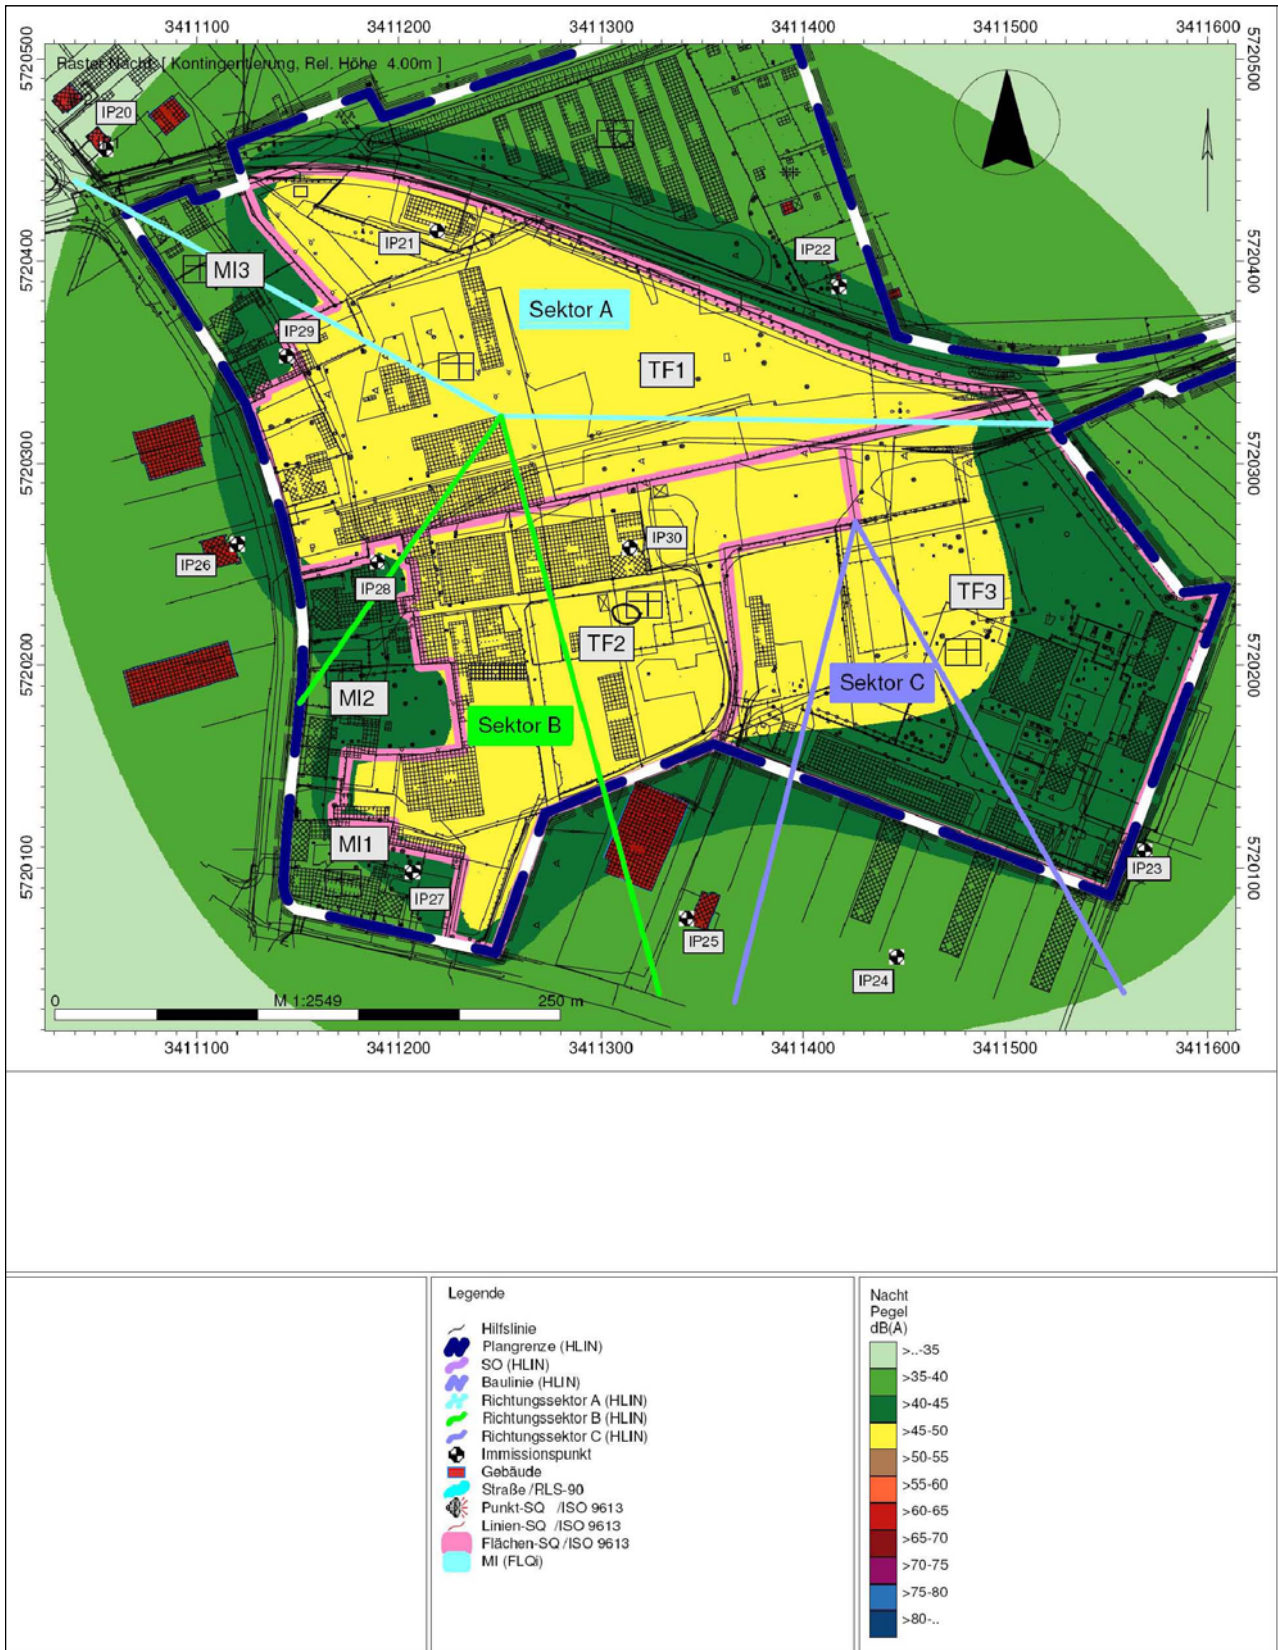 3411100 3411200 3411300 3411400 3411500 3411600
5720500
5720500
Raster Nacht [ Kontingentierung, Rel. Höhe 4.00m ]
IP20
IP21
IP22
5720400
5720400
MI3
Sektor A
IP29
TF1
5720300
5720300
IP30
IP26
IP28
TF3
TF2
5720200
5720200
Sektor C
MI2
Sektor B
MI1
5720100
5720100
IP23
IP27
IP25
IP24
0 M 1:2549 250 m
3411100 3411200 3411300 3411400 3411500 3411600
Legende
Hilfslinie
Plangrenze (HLIN)
SO (HLIN)
Baulinie (HLIN)
Richtungssektor A (HLIN)
Richtungssektor B (HLIN)
Richtungssektor C (HLIN)
Immissionspunkt
Gebäude
Straße /RLS-90
Punkt-SQ /ISO 9613
Linien-SQ /ISO 9613
Flächen-SQ /ISO 9613
MI (FLQi)
Nacht
Pegel
dB(A)
>..-35
>35-40
>40-45
>45-50
>50-55
>55-60
>60-65
>65-70
>70-75
>75-80
>80-..